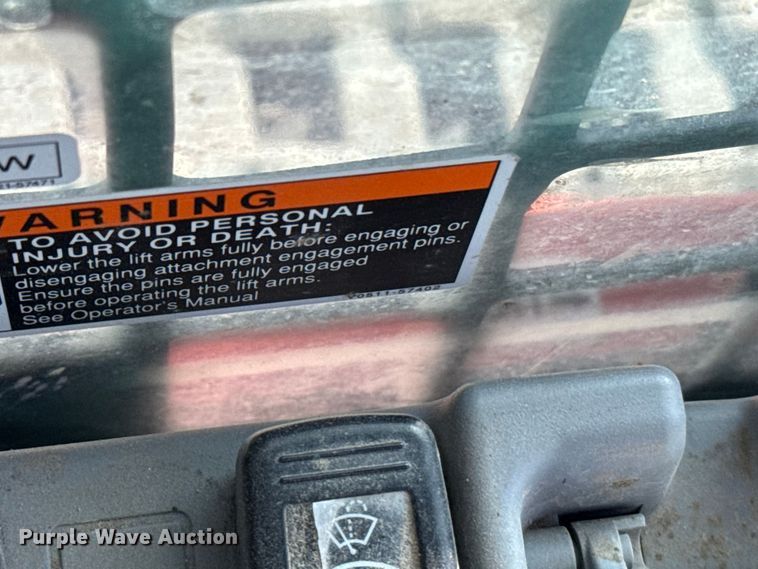 W
WARNING
TO AVOID PERSONAL
INJURY OR DEATH:
Lower the lift arms fully before engaging or
disengaging attachment engagement pins.
Ensure the pins are fully engaged
before operating the lift arms.
See Operator's Manual
Purple Wave Auction